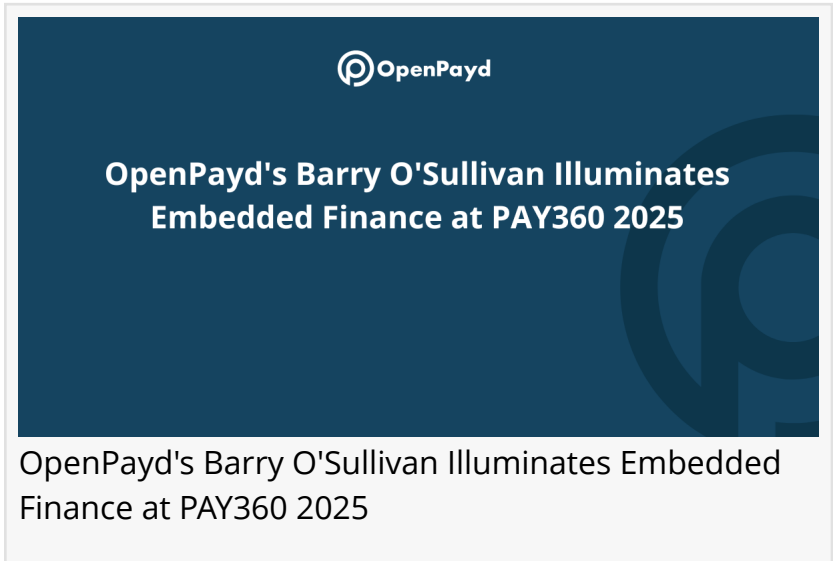 OpenPayd
OpenPayd's Barry O'Sullivan Illuminates
Embedded Finance at PAY360 2025
OpenPayd's Barry O'Sullivan Illuminates Embedded
Finance at PAY360 2025